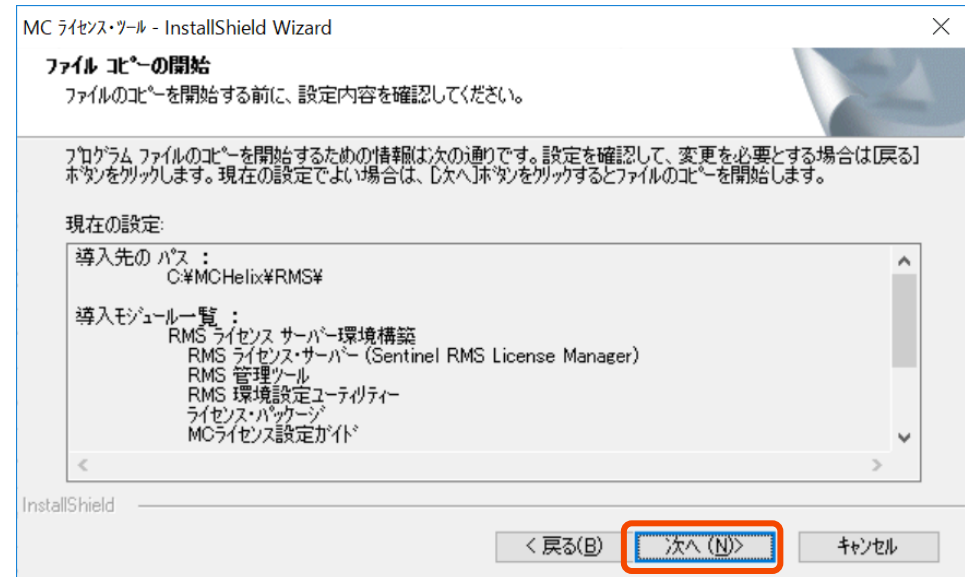 MC ﾗｲｾﾝｽ･ﾂｰﾙ - InstallShield Wizard
ﾌｧｲﾙ ｺﾋﾟｰの開始
ﾌｧｲﾙのｺﾋﾟｰを開始する前に、設定内容を確認してください。
ﾌﾟﾛｸﾞﾗﾑ ﾌｧｲﾙのｺﾋﾟｰを開始するための情報は次の通りです。設定を確認して、変更を必要とする場合は[戻る]
ﾎﾞﾀﾝをｸﾘｯｸします。現在の設定でよい場合は、[次へ]ﾎﾞﾀﾝをｸﾘｯｸするとﾌｧｲﾙのｺﾋﾟｰを開始します。
現在の設定:
導入先の ﾊﾟｽ :
C:¥MCHelix¥RMS¥
導入ﾓｼﾞｭｰﾙ一覧 :
RMS ﾗｲｾﾝｽ ｻｰﾊﾞｰ環境構築
RMS ﾗｲｾﾝｽ･ｻｰﾊﾞｰ (Sentinel RMS License Manager)
RMS 管理ﾂｰﾙ
RMS 環境設定ﾕｰﾃｨﾘﾃｨｰ
ﾗｲｾﾝｽ･ﾊﾟｯｹｰｼﾞ
MCﾗｲｾﾝｽ設定ｶﾞｲﾄﾞ
InstallShield
< 戻る(B)
次へ (N)>
ｷｬﾝｾﾙ